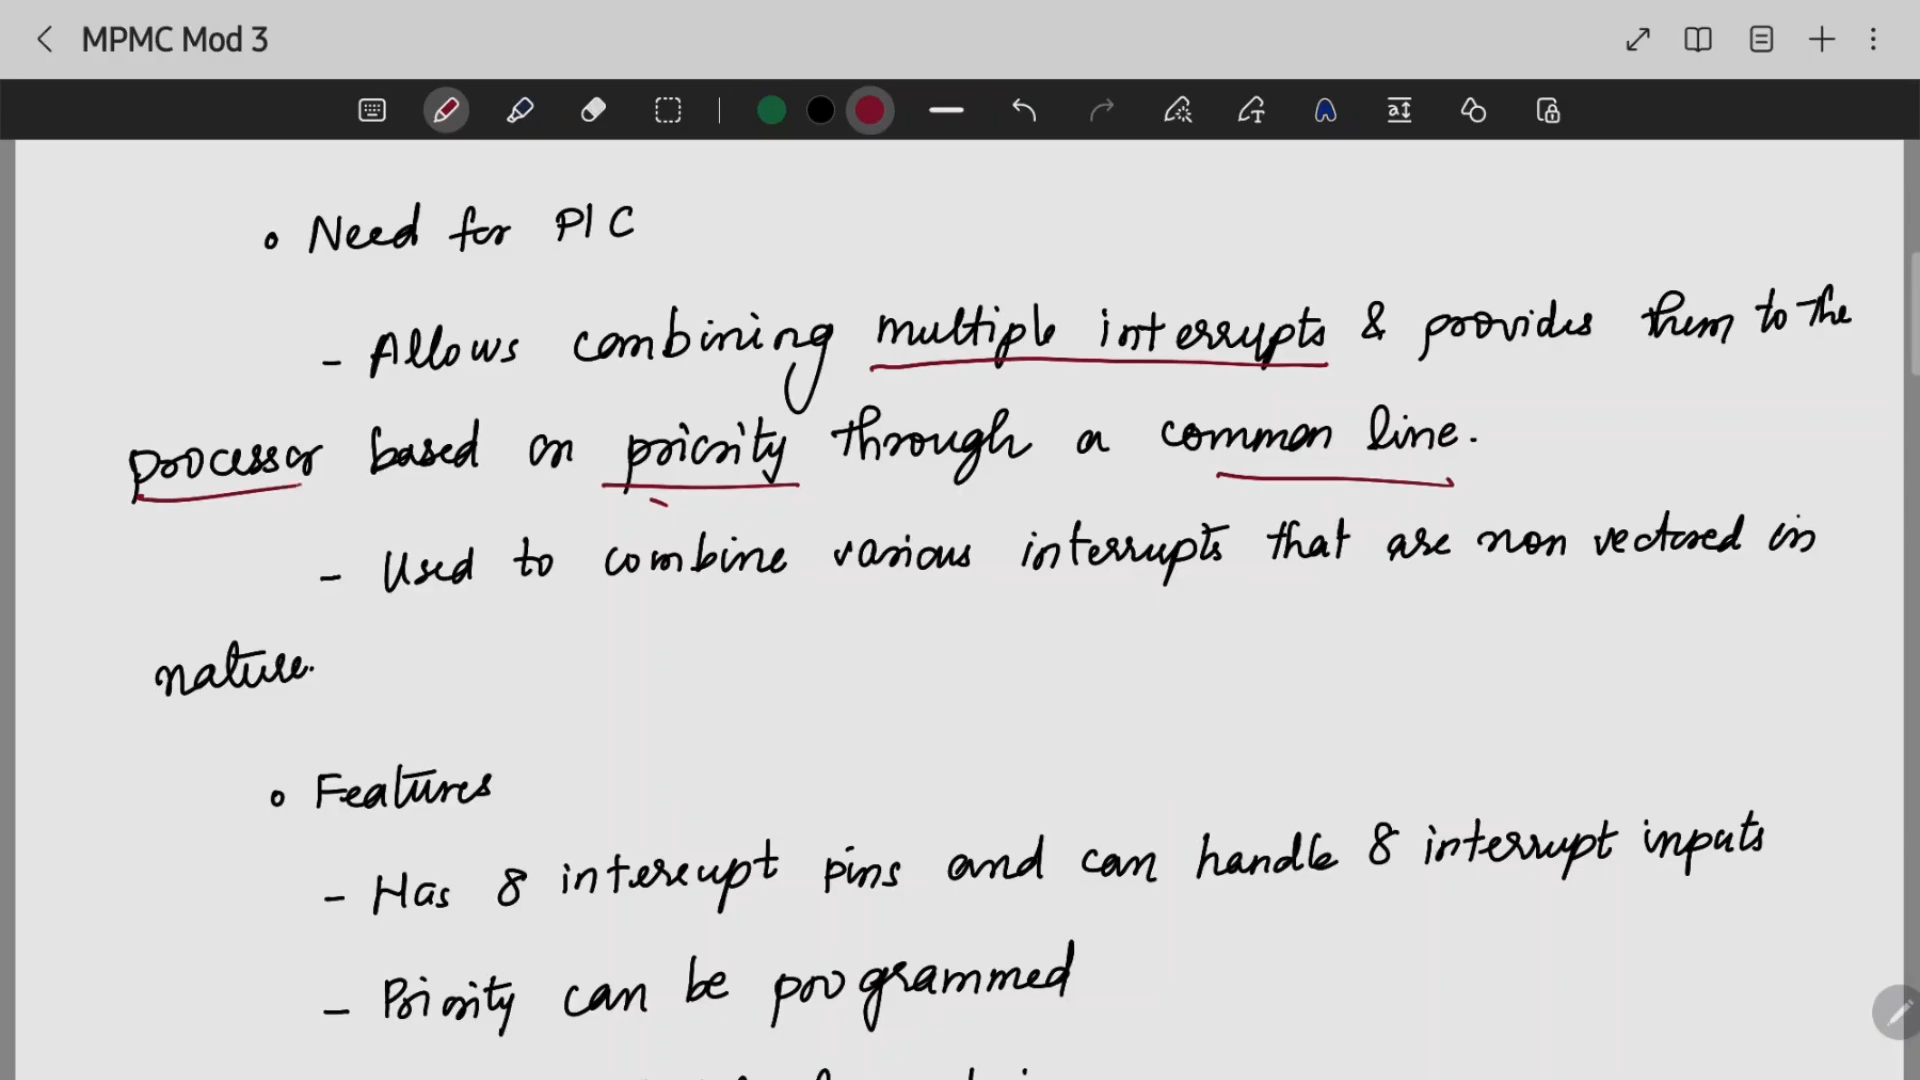 MPMC Mod 3
• Need for PIC
- Allows combining multiple interrupts & provides them to the
processor based on priority through a common line.
- Used to combine various interrupts that are non vectored in
nature.
• Features
- Has 8 intereupt pins and can handle 8 interrupt inputs
- Priority can be programmed